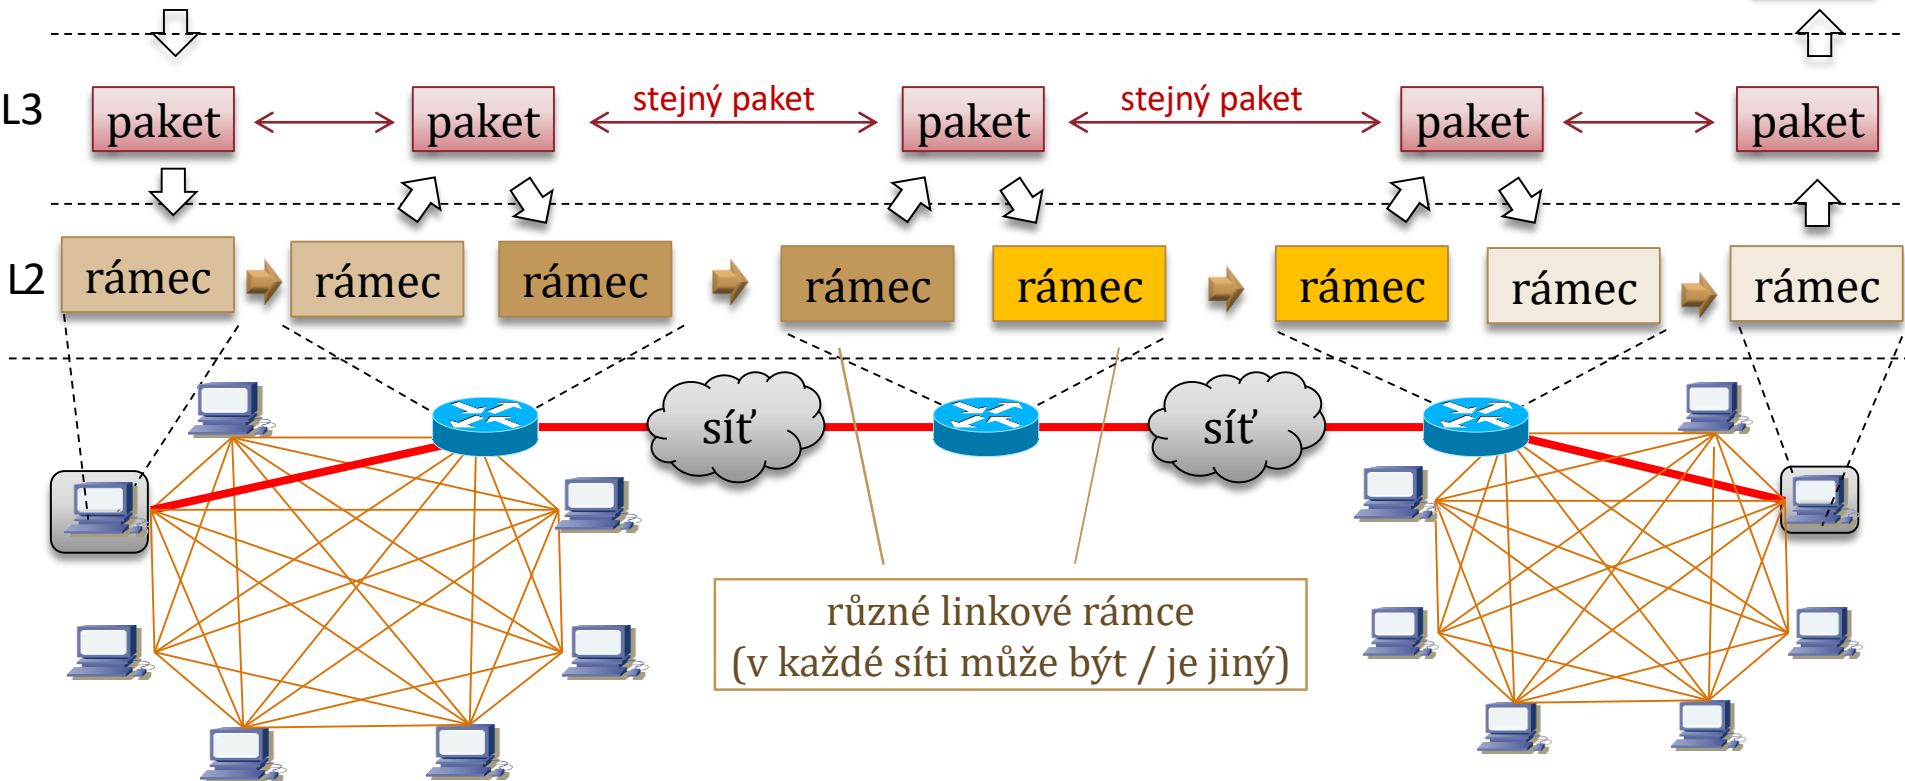 L3
paket
paket
stejný paket
paket
stejný paket
paket
paket
L2
rámec
rámec
rámec
rámec
rámec
rámec
rámec
rámec
síť
síť
různé linkové rámce
(v každé síti může být / je jiný)